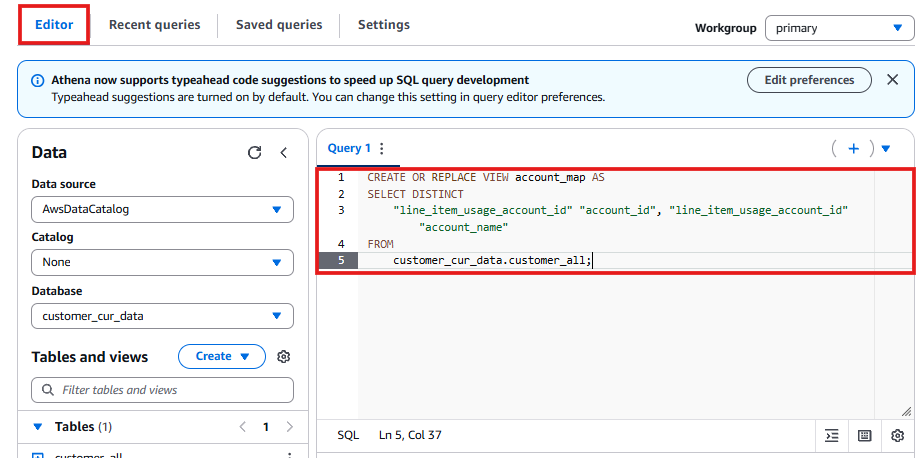 Editor
Recent queries
Saved queries
Settings
Workgroup
primary
Athena now supports typeahead code suggestions to speed up SQL query development
Typeahead suggestions are turned on by default. You can change this setting in query editor preferences.
Edit preferences
Data
Data source
AwsDataCatalog
Catalog
None
Database
customer_cur_data
Tables and views
Create
Filter tables and views
Tables (1)
1
customer_all
Query 1
1 CREATE OR REPLACE VIEW account_map AS
2 SELECT DISTINCT
3 "line_item_usage_account_id" "account_id", "line_item_usage_account_id"
"account_name"
4 FROM
5 customer_cur_data.customer_all;
SQL
Ln 5, Col 37